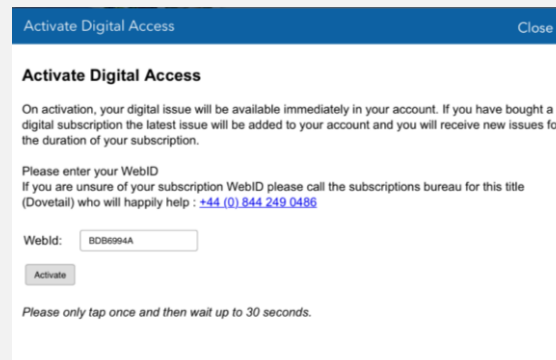 Activate Digital Access Close
Activate Digital Access
On activation, your digital issue will be available immediately in your account. If you have bought a
digital subscription the latest issue will be added to your account and you will receive new issues fo
the duration of your subscription.
Please enter your WebID
If you are unsure of your subscription WebID please call the subscriptions bureau for this title
(Dovetail) who will happily help : +44 (0) 844 249 0486
WebId: BDB6994A
Activate
Please only tap once and then wait up to 30 seconds.